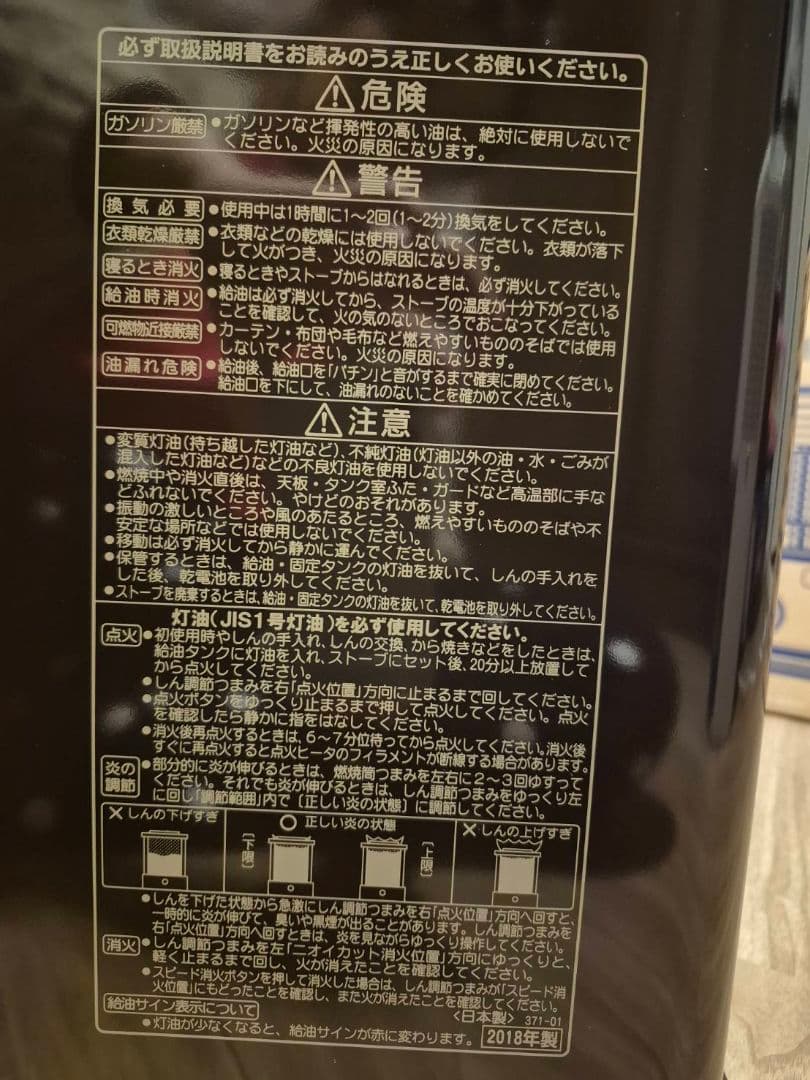 必ず取扱説明書をお読みのうえ正しくお使いください。
⚠危険
ガソリン厳禁 ●ガソリンなど揮発性の高い油は、絶対に使用しないで
ください。火災の原因になります。
⚠警告
換気必要 ●使用中は1時間に1〜2回(1〜2分)換気をしてください。
衣類乾燥厳禁 ●衣類などの乾燥には使用しないでください。衣類が落下
して火がつき、火災の原因になります。
寝るとき消火 ●寝るときやストーブからはなれるときは、必ず消火してください。
給油時消火 ●給油は必ず消火してから、ストーブの温度が十分下がっている
ことを確認して、火の気のないところでおこなってください。
可燃物近接厳禁 ●カーテン・布団や毛布など燃えやすいもののそばでは使用
しないでください。火災の原因になります。
油漏れ危険 ●給油後、給油口を「パチン」と音がするまで確実に閉めてください。
給油口を下にして、油漏れのないことを確かめてください。
⚠注意
●変質灯油(持ち越した灯油など)、不純灯油(灯油以外の油・水・ごみが
混入した灯油など)などの不良灯油を使用しないでください。
●燃焼中や消火直後は、天板・タンク室ふた・ガードなど高温部に手な
どふれないでください。やけどのおそれがあります。
●振動の激しいところや風のあたるところ、燃えやすいもののそばや不
安定な場所などでは使用しないでください。
●移動は必ず消火してから静かに運んでください。
●保管するときは、給油・固定タンクの灯油を抜いて、しんの手入れを
した後、乾電池を取り外してください。
●ストーブを廃棄するときは、給油・固定タンクの灯油を抜いて、乾電池を取り外してください。
灯油(JIS1号灯油)を必ず使用してください。
点火 ●初使用時やしんの手入れ、しんの交換、から焼きなどをしたときは、
給油タンクに灯油を入れ、ストーブにセット後、20分以上放置して
から点火してください。
●しん調節つまみを右「点火位置」方向に止まるまで回してください。
●点火ボタンをゆっくり止まるまで押して点火してください。点火
を確認したら静かに指をはなしてください。
●消火後再点火するときは、6〜7分位待ってから点火してください。消火後
すぐに再点火すると点火ヒータのフィラメントが断線する場合があります。
炎の調節 ●部分的に炎が伸びるときは、燃焼筒つまみを左右に2〜3回ゆすって
ください。それでも炎が伸びるときは、しん調節つまみをゆっくり左
に回し「調節範囲」内で〔正しい炎の状態〕に調節してください。
×しんの下げすぎ ○正しい炎の状態 ×しんの上げすぎ
〔下限〕 〔上限〕
●しんを下げた状態から急激にしん調節つまみを右「点火位置」方向へ回すと、
一時的に炎が伸びて、臭いや黒煙が出ることがあります。しん調節つまみを
右「点火位置」方向へ回すときは、炎を見ながらゆっくり操作してください。
消火 ●しん調節つまみを左「ニオイカット消火位置」方向にゆっくりと、
軽く止まるまで回し、火が消えたことを確認してください。
●スピード消火ボタンを押して消火した場合は、しん調節つまみが「スピード消
火位置」にもどったことを確認し、また火が消えたことを確認してください。
給油サイン表示について <日本製> 371-01
●灯油が少なくなると、給油サインが赤に変わります。 2018年製